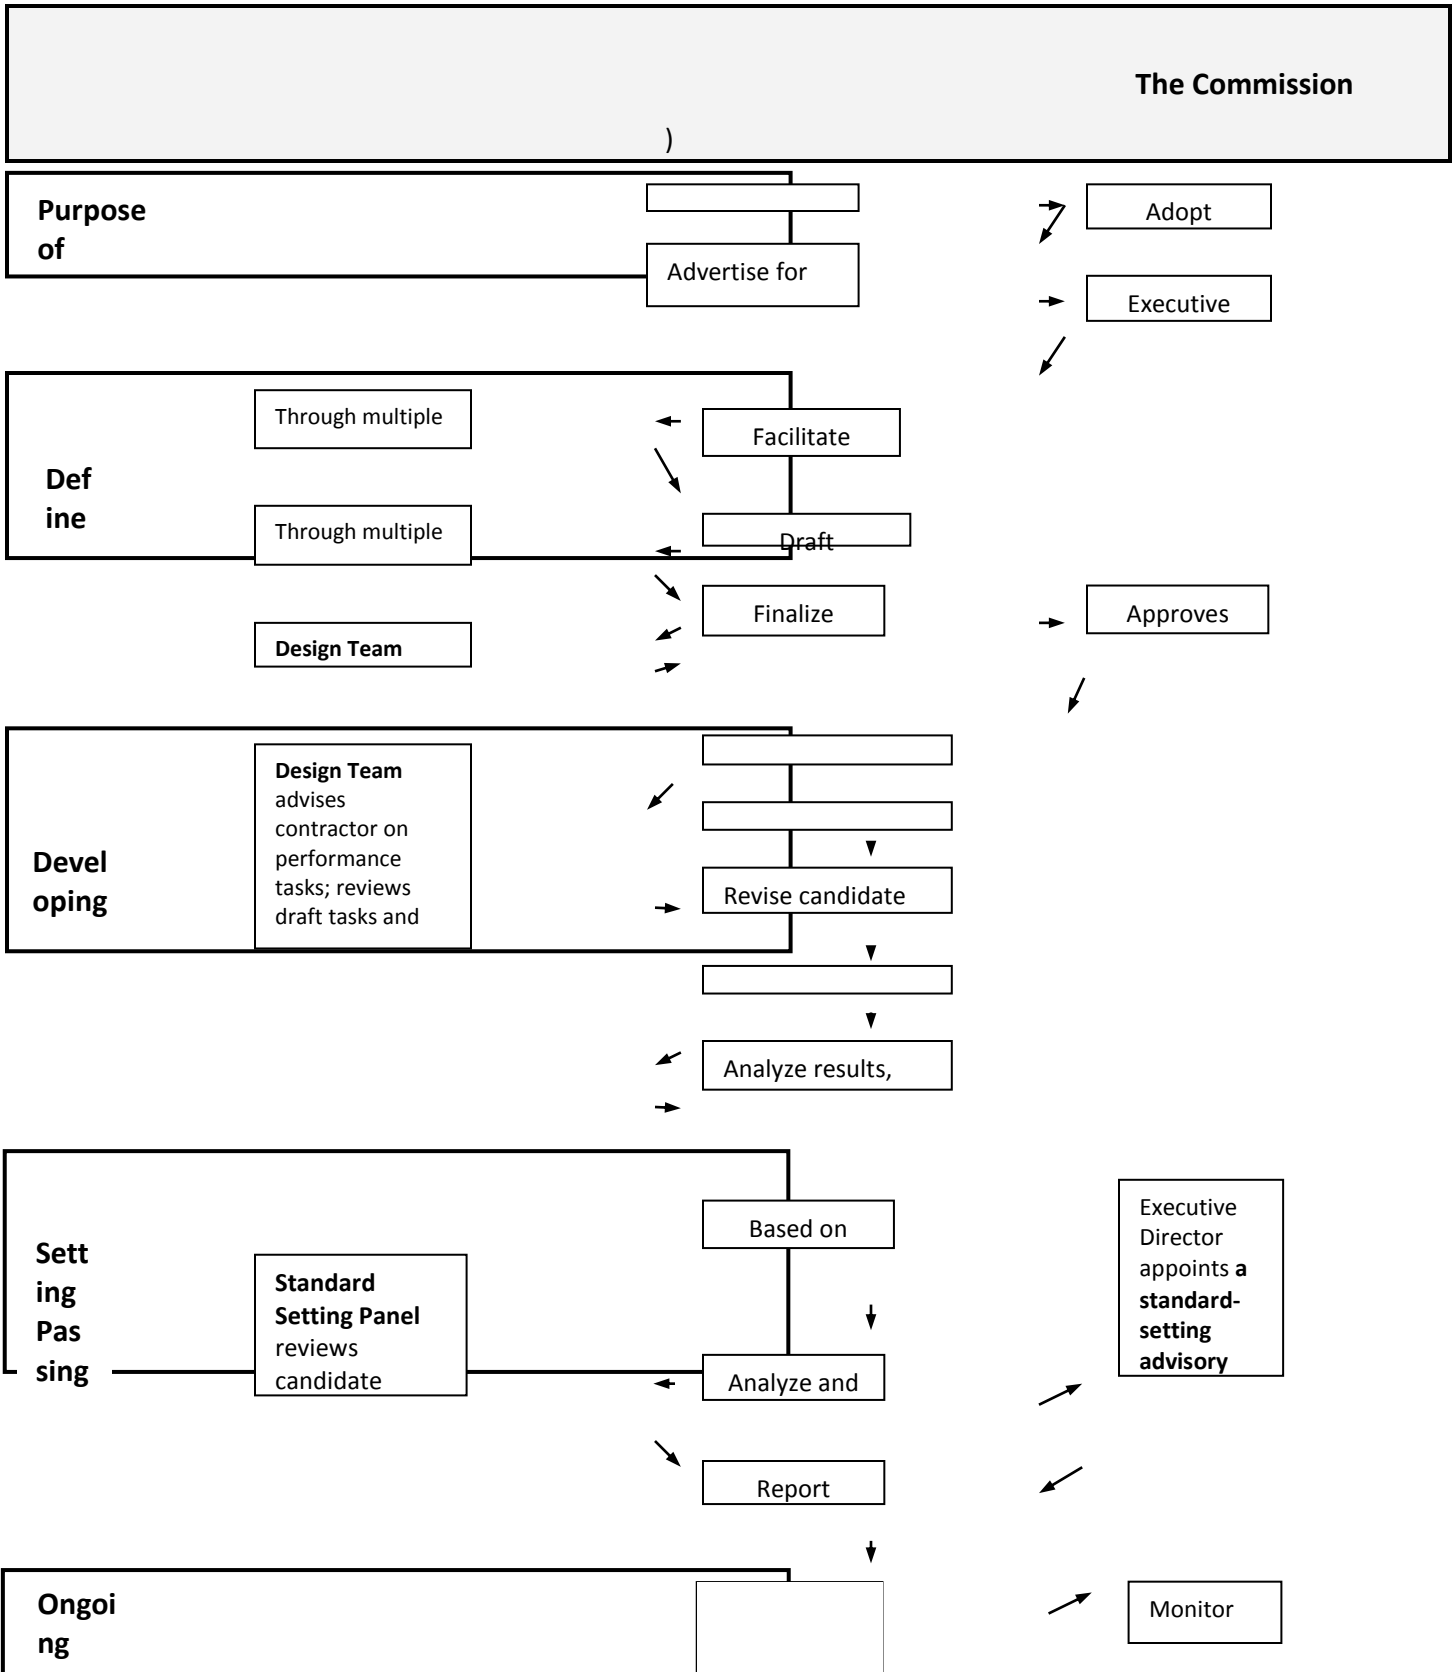 The Commission
)
Purpose
of
Adopt
Advertise for
Executive
Def
ine
Through multiple
Facilitate
Through multiple
Draft
Finalize
Approves
Design Team
Devel
oping
Design Team
advises
contractor on
performance
tasks; reviews
draft tasks and
Revise candidate
Analyze results,
Sett
ing
Pas
sing
Based on
Executive
Director
appoints a
standard-
setting
advisory
Standard
Setting Panel
reviews
candidate
Analyze and
Report
Ongoi
ng
Monitor